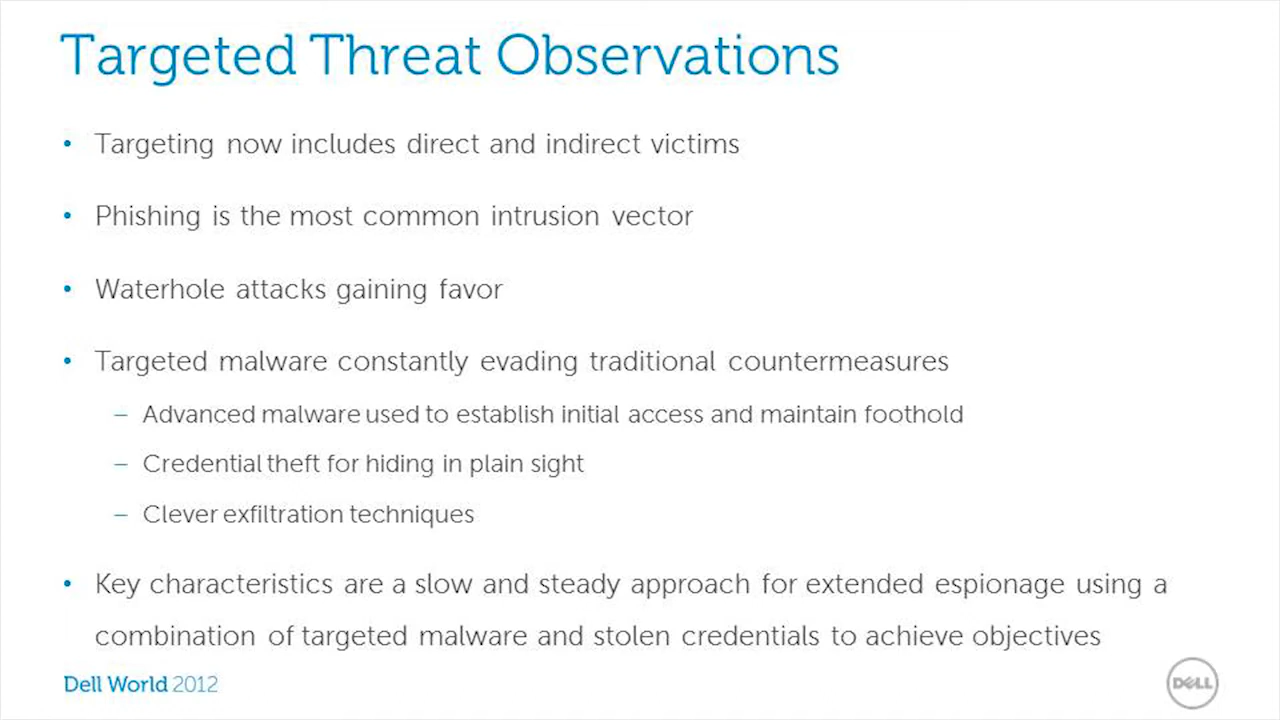 Targeted Threat Observations
• Targeting now includes direct and indirect victims
• Phishing is the most common intrusion vector
• Waterhole attacks gaining favor
• Targeted malware constantly evading traditional countermeasures
– Advanced malware used to establish initial access and maintain foothold
– Credential theft for hiding in plain sight
– Clever exfiltration techniques
• Key characteristics are a slow and steady approach for extended espionage using a
combination of targeted malware and stolen credentials to achieve objectives
Dell World 2012
DELL